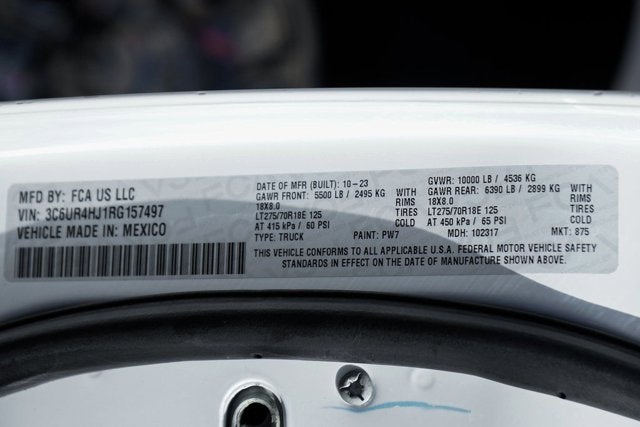 MFD BY: FCA US LLC
VIN: 3C6UR4HJ1RG157497
VEHICLE MADE IN: MEXICO
DATE OF MFR (BUILT): 10-23
GAWR FRONT: 5500 LB / 2495 KG WITH
18X8.0 RIMS
LT275/70R18E 125 TIRES
AT 415 kPa / 60 PSI COLD
TYPE: TRUCK PAINT: PW7
GVWR: 10000 LB / 4536 KG
GAWR REAR: 6390 LB / 2899 KG WITH
18X8.0 RIMS
LT275/70R18E 125 TIRES
AT 450 kPa / 65 PSI COLD
MDH: 102317 MKT: 875
THIS VEHICLE CONFORMS TO ALL APPLICABLE U.S.A. FEDERAL MOTOR VEHICLE SAFETY
STANDARDS IN EFFECT ON THE DATE OF MANUFACTURE SHOWN ABOVE.